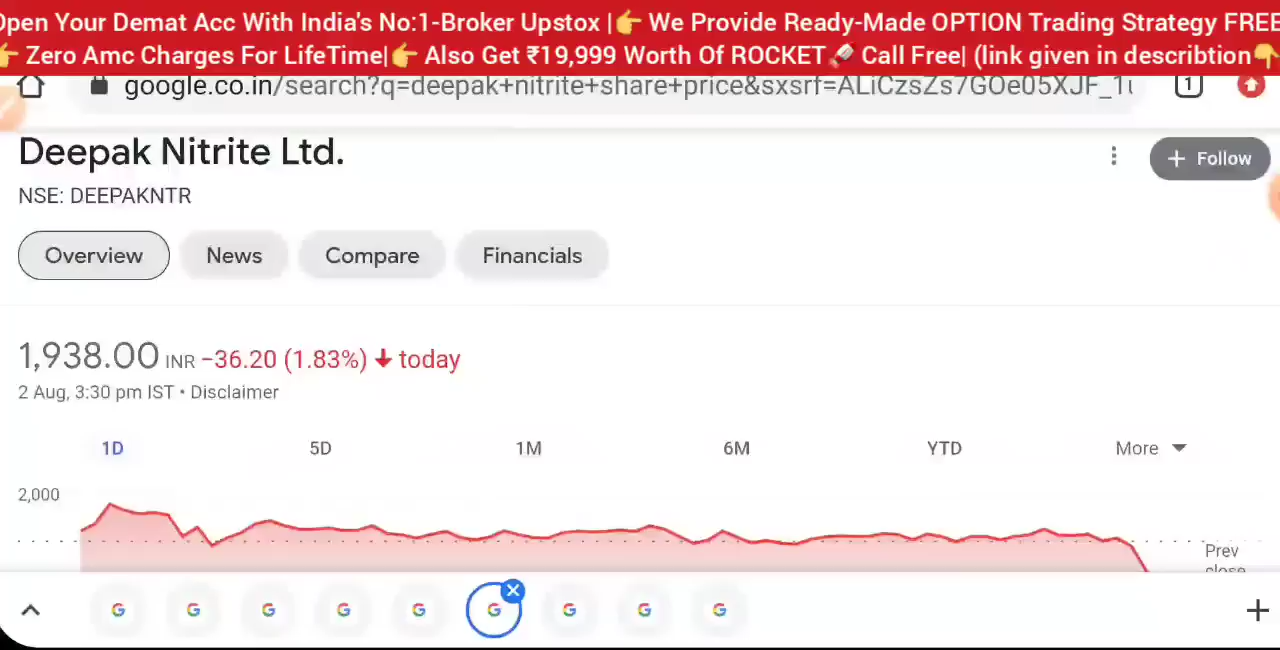 Open Your Demat Acc With India's No:1-Broker Upstox |👉 We Provide Ready-Made OPTION Trading Strategy FREE
👉 Zero Amc Charges For LifeTime|👉 Also Get ₹19,999 Worth Of ROCKET🚀 Call Free| (link given in describtion👇
google.co.in/search?q=deepak+nitrite+share+price&sxsrf=ALiCzsZs7GOe05XJF_1
1
Deepak Nitrite Ltd.
+ Follow
NSE: DEEPAKNTR
Overview
News
Compare
Financials
1,938.00 INR −36.20 (1.83%) ↓ today
2 Aug, 3:30 pm IST • Disclaimer
1D 5D 1M 6M YTD More
2,000
Prev
close